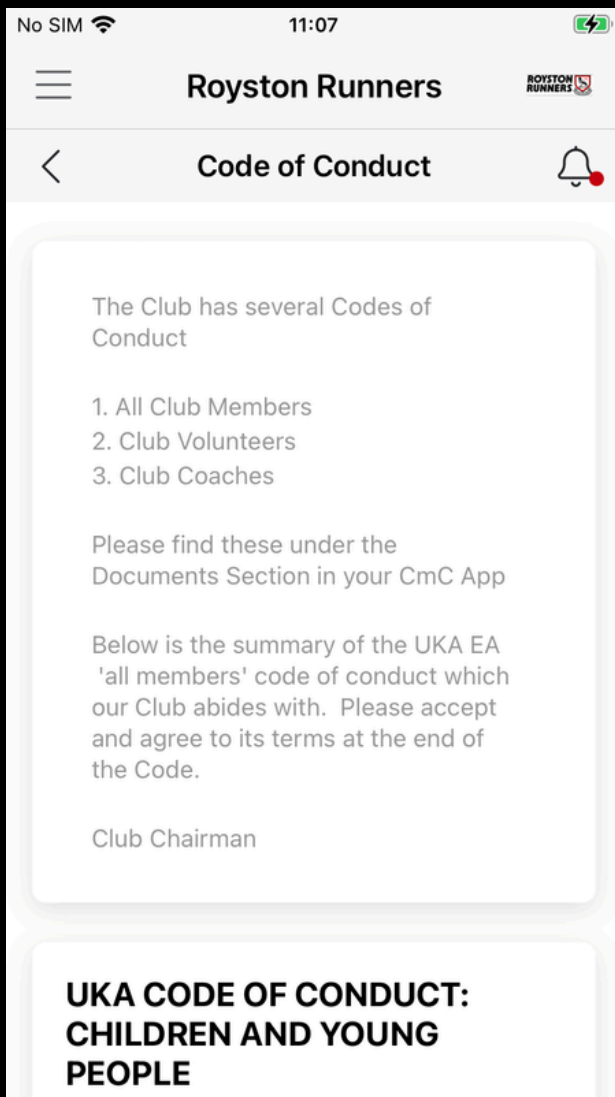 No SIM 11:07
Royston Runners
ROYSTON
RUNNERS
Code of Conduct
The Club has several Codes of
Conduct
1. All Club Members
2. Club Volunteers
3. Club Coaches
Please find these under the
Documents Section in your CmC App
Below is the summary of the UKA EA
'all members' code of conduct which
our Club abides with.  Please accept
and agree to its terms at the end of
the Code.
Club Chairman
UKA CODE OF CONDUCT:
CHILDREN AND YOUNG
PEOPLE